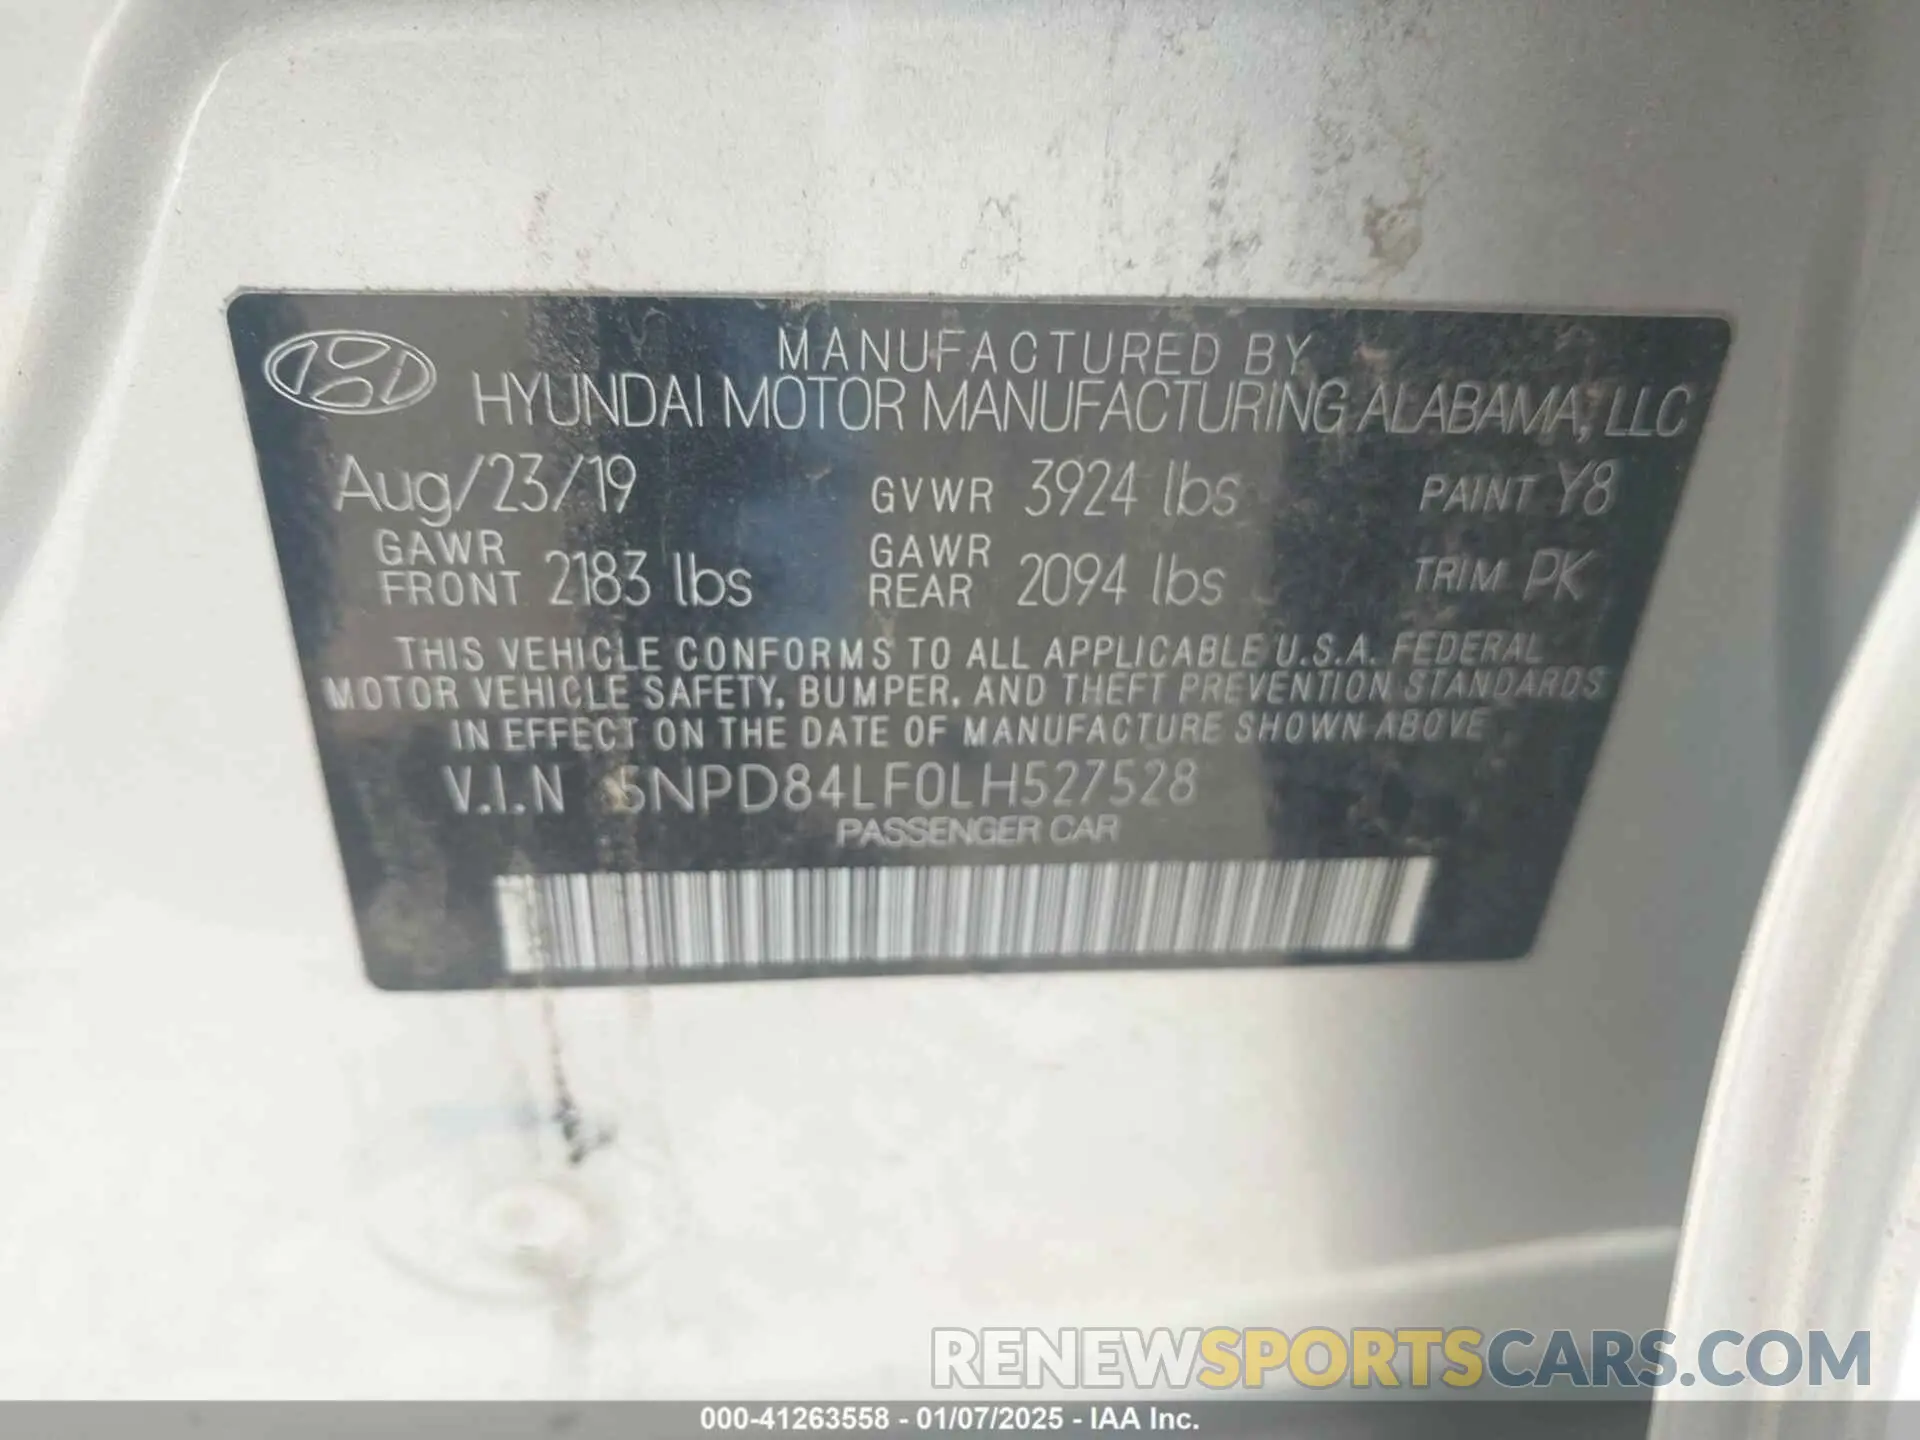 MANUFACTURED BY
HYUNDAI MOTOR MANUFACTURING ALABAMA, LLC
Aug/23/19 GVWR 3924 lbs PAINT Y8
GAWR FRONT 2183 lbs GAWR REAR 2094 lbs TRIM PK
THIS VEHICLE CONFORMS TO ALL APPLICABLE U.S.A. FEDERAL
MOTOR VEHICLE SAFETY, BUMPER, AND THEFT PREVENTION STANDARDS
IN EFFECT ON THE DATE OF MANUFACTURE SHOWN ABOVE
V.I.N 5NPD84LF0LH527528
PASSENGER CAR
RENEWSPORTSCARS.COM
000-41263558 - 01/07/2025 - IAA Inc.